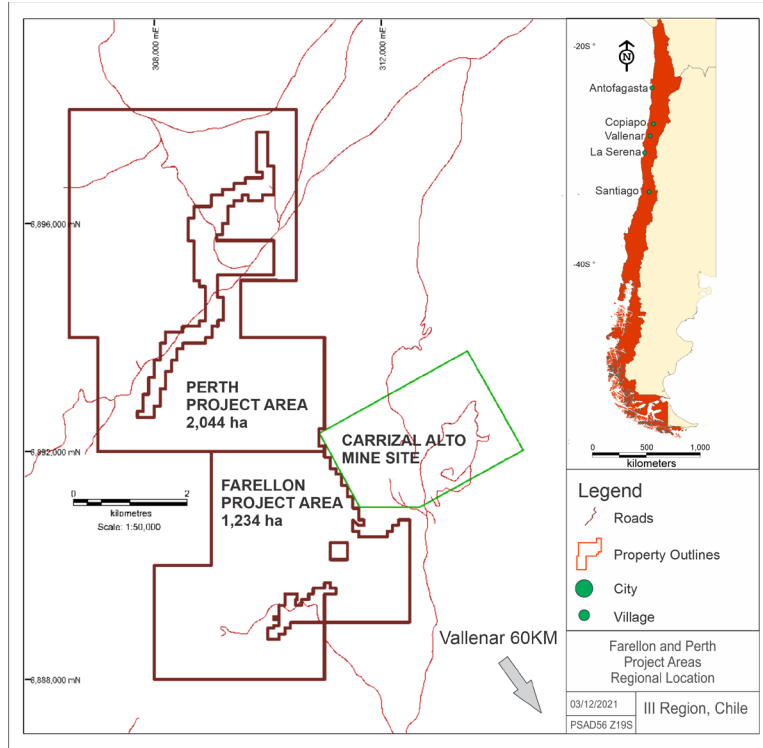 308,000 mE
312,000 mE
6,896,000 mN
6,892,000 mN
6,888,000 mN
PERTH
PROJECT AREA
2,044 ha
CARRIZAL ALTO
MINE SITE
FARELLON
PROJECT AREA
1,234 ha
0 2
kilometres
Scale: 1:50,000
Vallenar 60KM
-20S °
N
Antofagasta
Copiapo
Vallenar
La Serena
Santiago
-40S °
0 500 1,000
kilometers
Legend
Roads
Property Outlines
City
Village
Farellon and Perth
Project Areas
Regional Location
03/12/2021
PSAD56 Z19S
III Region, Chile